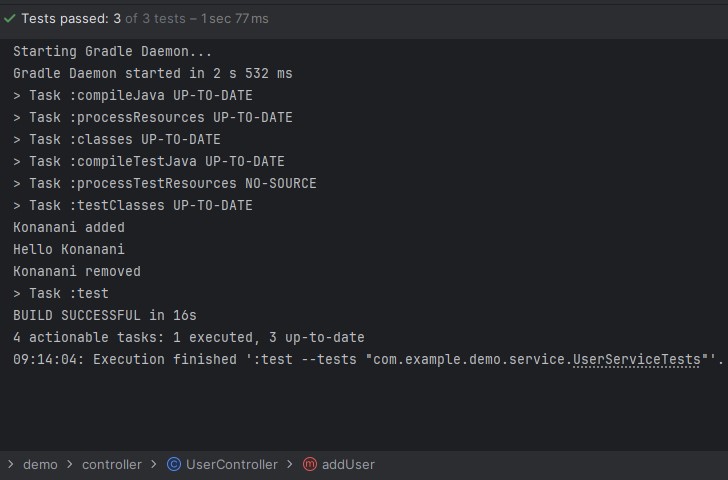 Tests passed: 3 of 3 tests – 1 sec 77 ms
Starting Gradle Daemon...
Gradle Daemon started in 2 s 532 ms
> Task :compileJava UP-TO-DATE
> Task :processResources UP-TO-DATE
> Task :classes UP-TO-DATE
> Task :compileTestJava UP-TO-DATE
> Task :processTestResources NO-SOURCE
> Task :testClasses UP-TO-DATE
Konanani added
Hello Konanani
Konanani removed
> Task :test
BUILD SUCCESSFUL in 16s
4 actionable tasks: 1 executed, 3 up-to-date
09:14:04: Execution finished ':test --tests "com.example.demo.service.UserServiceTests"'.
> demo > controller > C UserController > m addUser